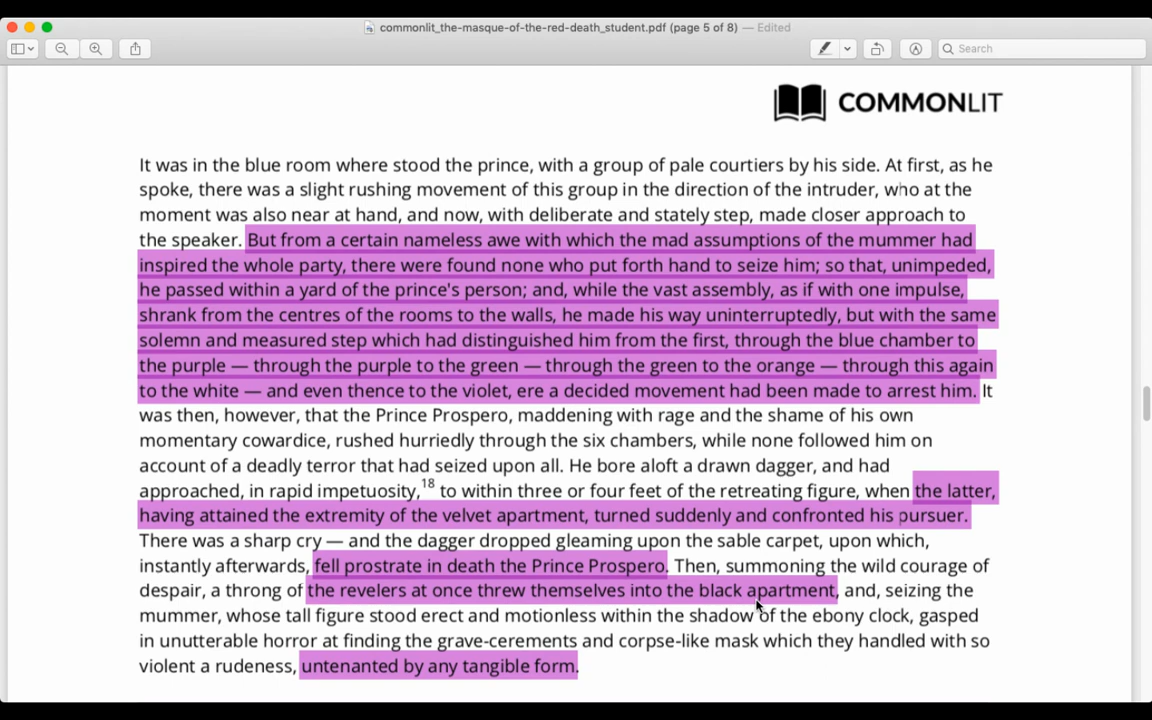 commonlit_the-masque-of-the-red-death_student.pdf (page 5 of 8) — Edited
Search
COMMONLIT
It was in the blue room where stood the prince, with a group of pale courtiers by his side. At first, as he
spoke, there was a slight rushing movement of this group in the direction of the intruder, who at the
moment was also near at hand, and now, with deliberate and stately step, made closer approach to
the speaker. But from a certain nameless awe with which the mad assumptions of the mummer had
inspired the whole party, there were found none who put forth hand to seize him; so that, unimpeded,
he passed within a yard of the prince's person; and, while the vast assembly, as if with one impulse,
shrank from the centres of the rooms to the walls, he made his way uninterruptedly, but with the same
solemn and measured step which had distinguished him from the first, through the blue chamber to
the purple — through the purple to the green — through the green to the orange — through this again
to the white — and even thence to the violet, ere a decided movement had been made to arrest him. It
was then, however, that the Prince Prospero, maddening with rage and the shame of his own
momentary cowardice, rushed hurriedly through the six chambers, while none followed him on
account of a deadly terror that had seized upon all. He bore aloft a drawn dagger, and had
approached, in rapid impetuosity,18 to within three or four feet of the retreating figure, when the latter,
having attained the extremity of the velvet apartment, turned suddenly and confronted his pursuer.
There was a sharp cry — and the dagger dropped gleaming upon the sable carpet, upon which,
instantly afterwards, fell prostrate in death the Prince Prospero. Then, summoning the wild courage of
despair, a throng of the revelers at once threw themselves into the black apartment, and, seizing the
mummer, whose tall figure stood erect and motionless within the shadow of the ebony clock, gasped
in unutterable horror at finding the grave-cerements and corpse-like mask which they handled with so
violent a rudeness, untenanted by any tangible form.